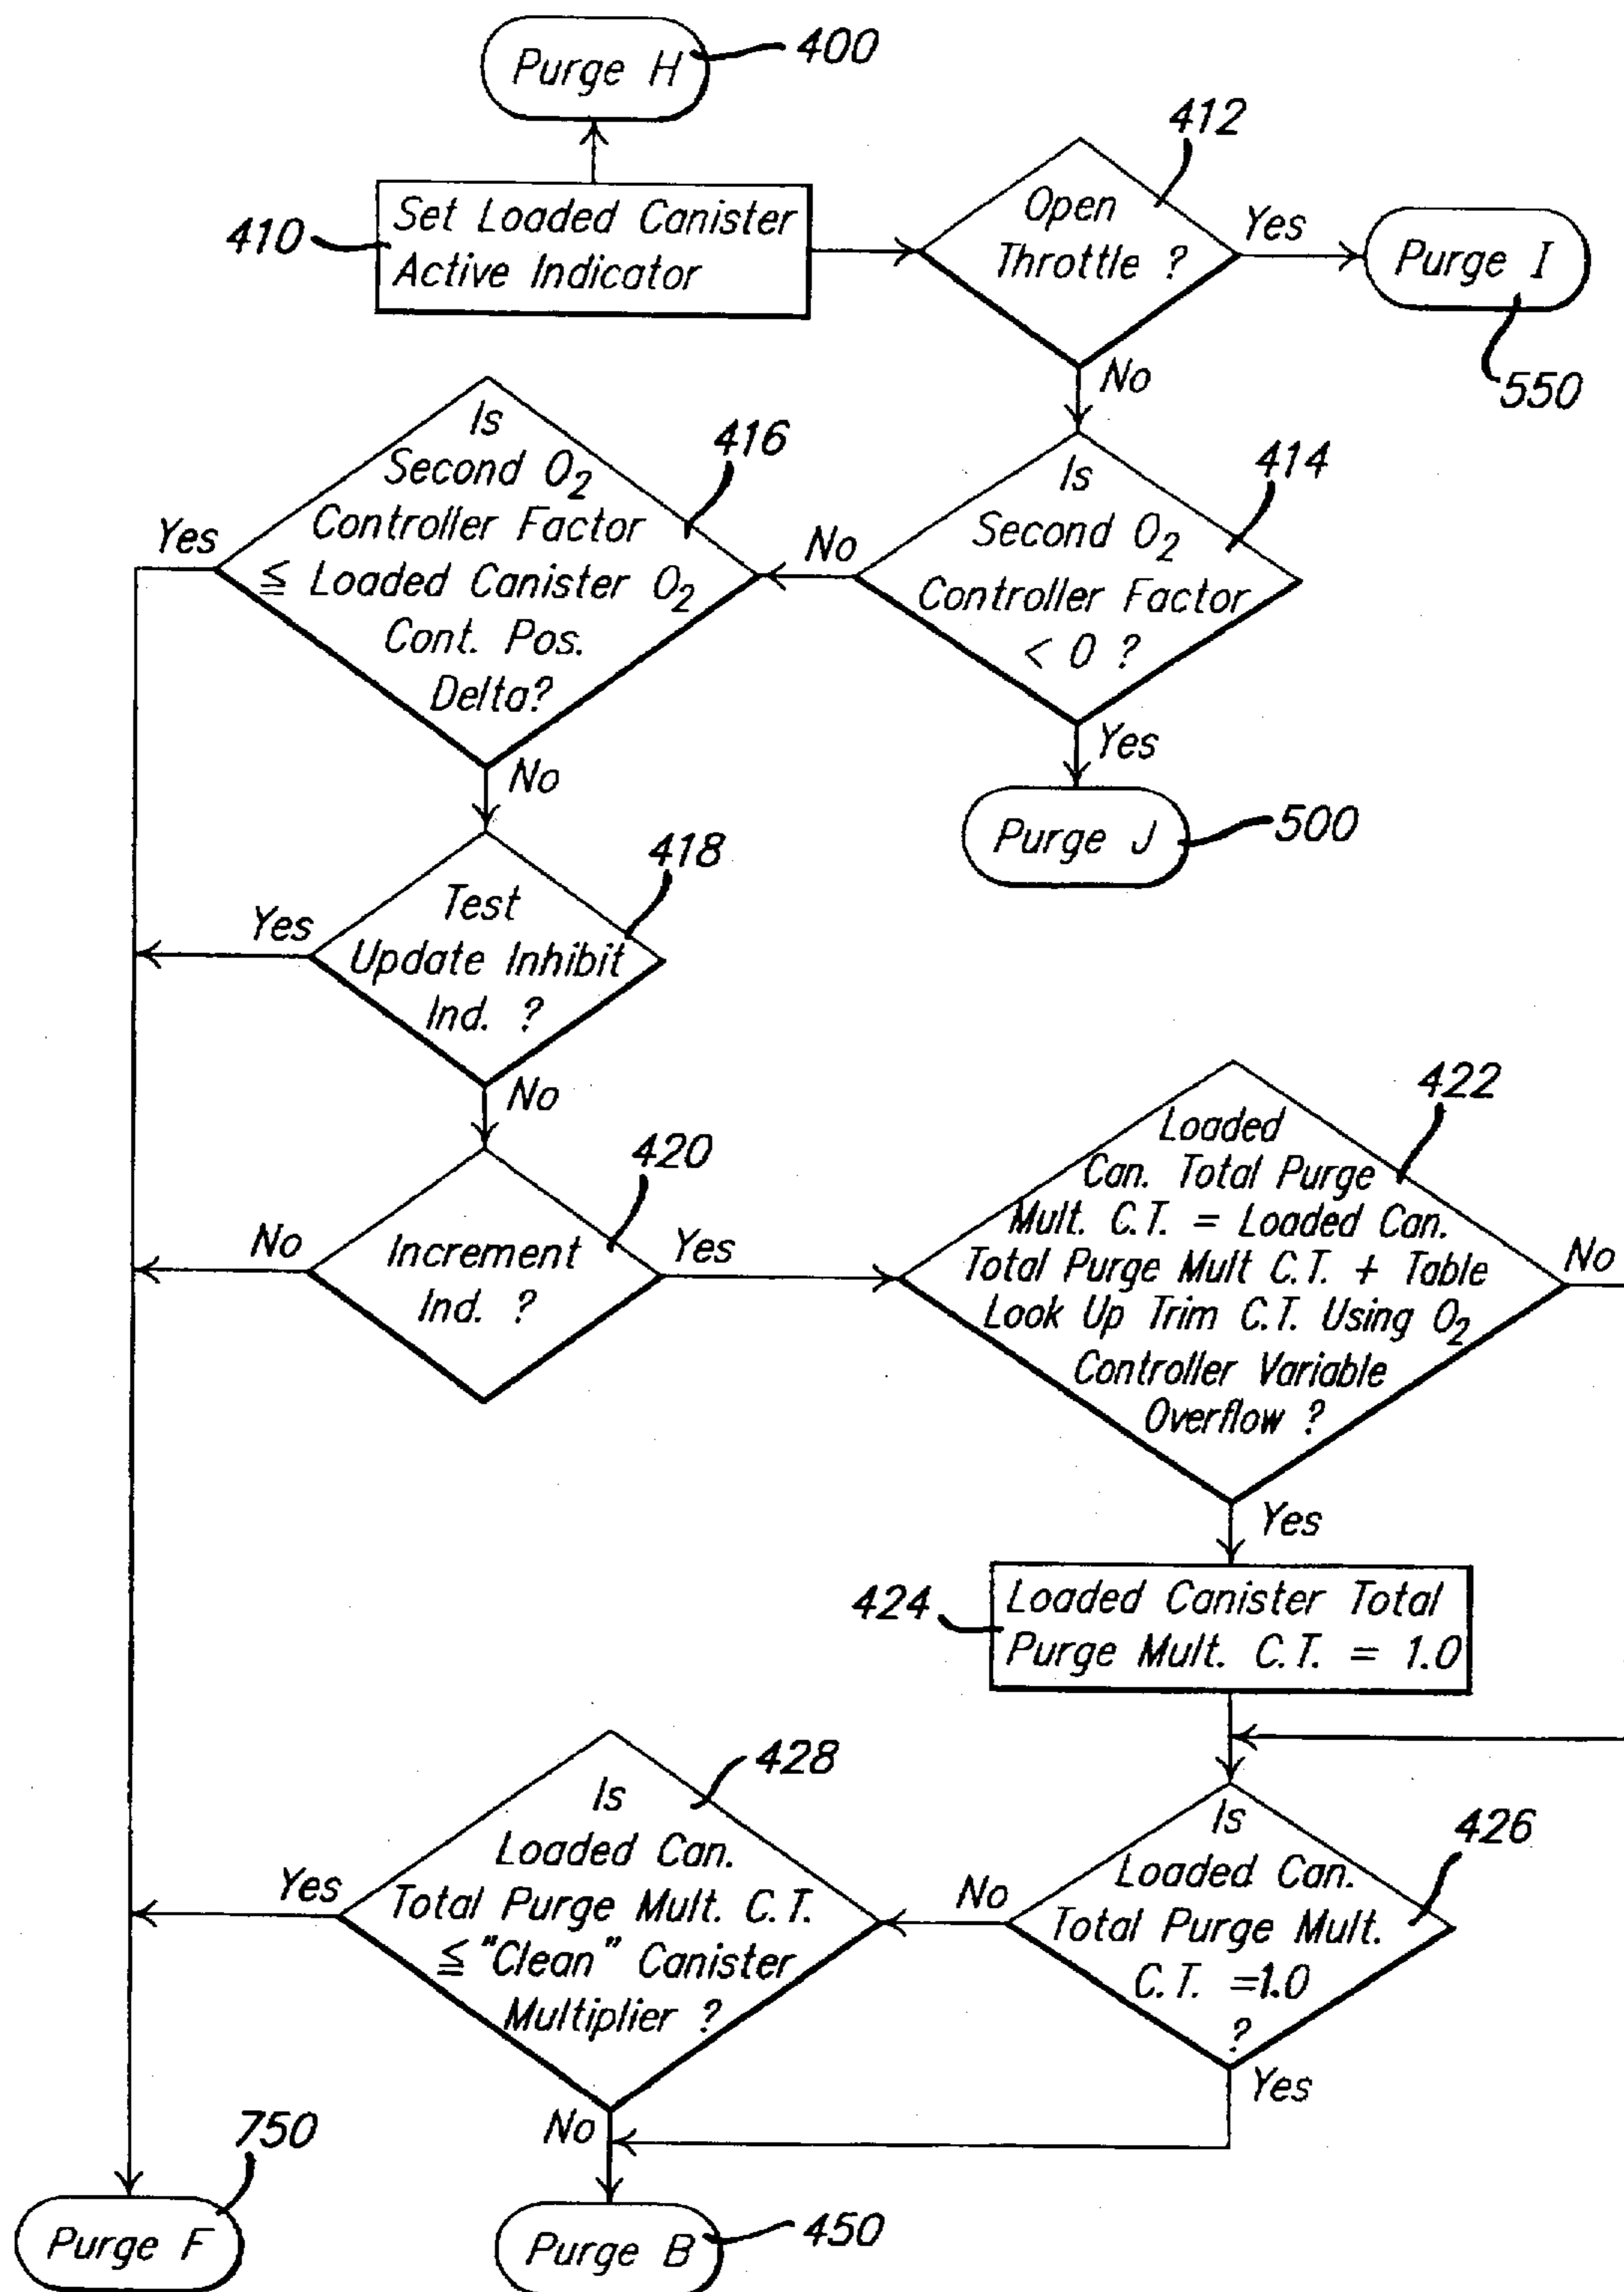 Purge H
400
410
Set Loaded Canister
Active Indicator
412
Open
Throttle ?
Yes
Purge I
550
No
414
Is
Second O2
Controller Factor
< 0 ?
No
Yes
Purge J
500
416
Is
Second O2
Controller Factor
≦ Loaded Canister O2
Cont. Pos.
Delta?
Yes
No
418
Test
Update Inhibit
Ind. ?
Yes
No
420
Increment
Ind. ?
No
Yes
422
Loaded
Can. Total Purge
Mult. C.T. = Loaded Can.
Total Purge Mult C.T. + Table
Look Up Trim C.T. Using O2
Controller Variable
Overflow ?
No
Yes
424
Loaded Canister Total
Purge Mult. C.T. = 1.0
426
Is
Loaded Can.
Total Purge Mult.
C.T. =1.0
?
No
Yes
428
Is
Loaded Can.
Total Purge Mult. C.T.
≦ "Clean" Canister
Multiplier ?
Yes
No
750
Purge F
Purge B
450